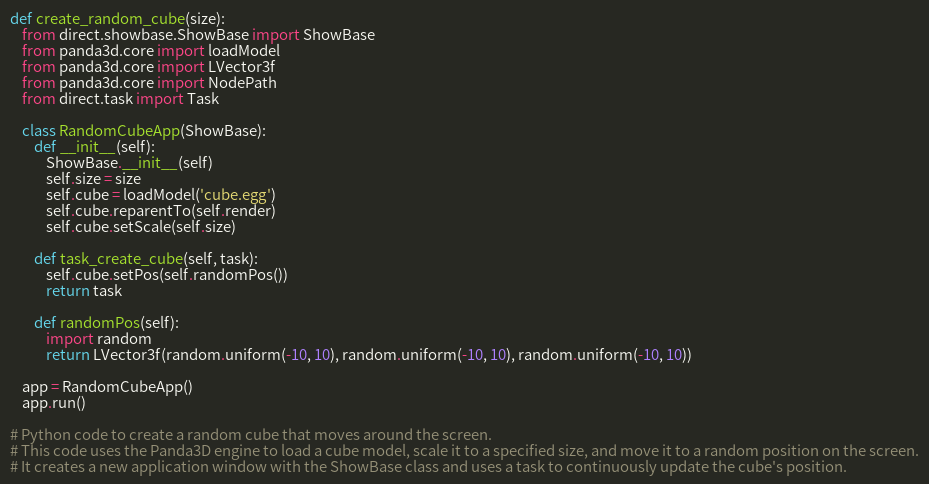 def create_random_cube(size):
    from direct.showbase.ShowBase import ShowBase
    from panda3d.core import loadModel
    from panda3d.core import LVector3f
    from panda3d.core import NodePath
    from direct.task import Task

    class RandomCubeApp(ShowBase):
        def __init__(self):
            ShowBase.__init__(self)
            self.size = size
            self.cube = loadModel('cube.egg')
            self.cube.reparentTo(self.render)
            self.cube.setScale(self.size)

        def task_create_cube(self, task):
            self.cube.setPos(self.randomPos())
            return task

        def randomPos(self):
            import random
            return LVector3f(random.uniform(-10, 10), random.uniform(-10, 10), random.uniform(-10, 10))

    app = RandomCubeApp()
    app.run()

# Python code to create a random cube that moves around the screen.
# This code uses the Panda3D engine to load a cube model, scale it to a specified size, and move it to a random position on the screen.
# It creates a new application window with the ShowBase class and uses a task to continuously update the cube's position.